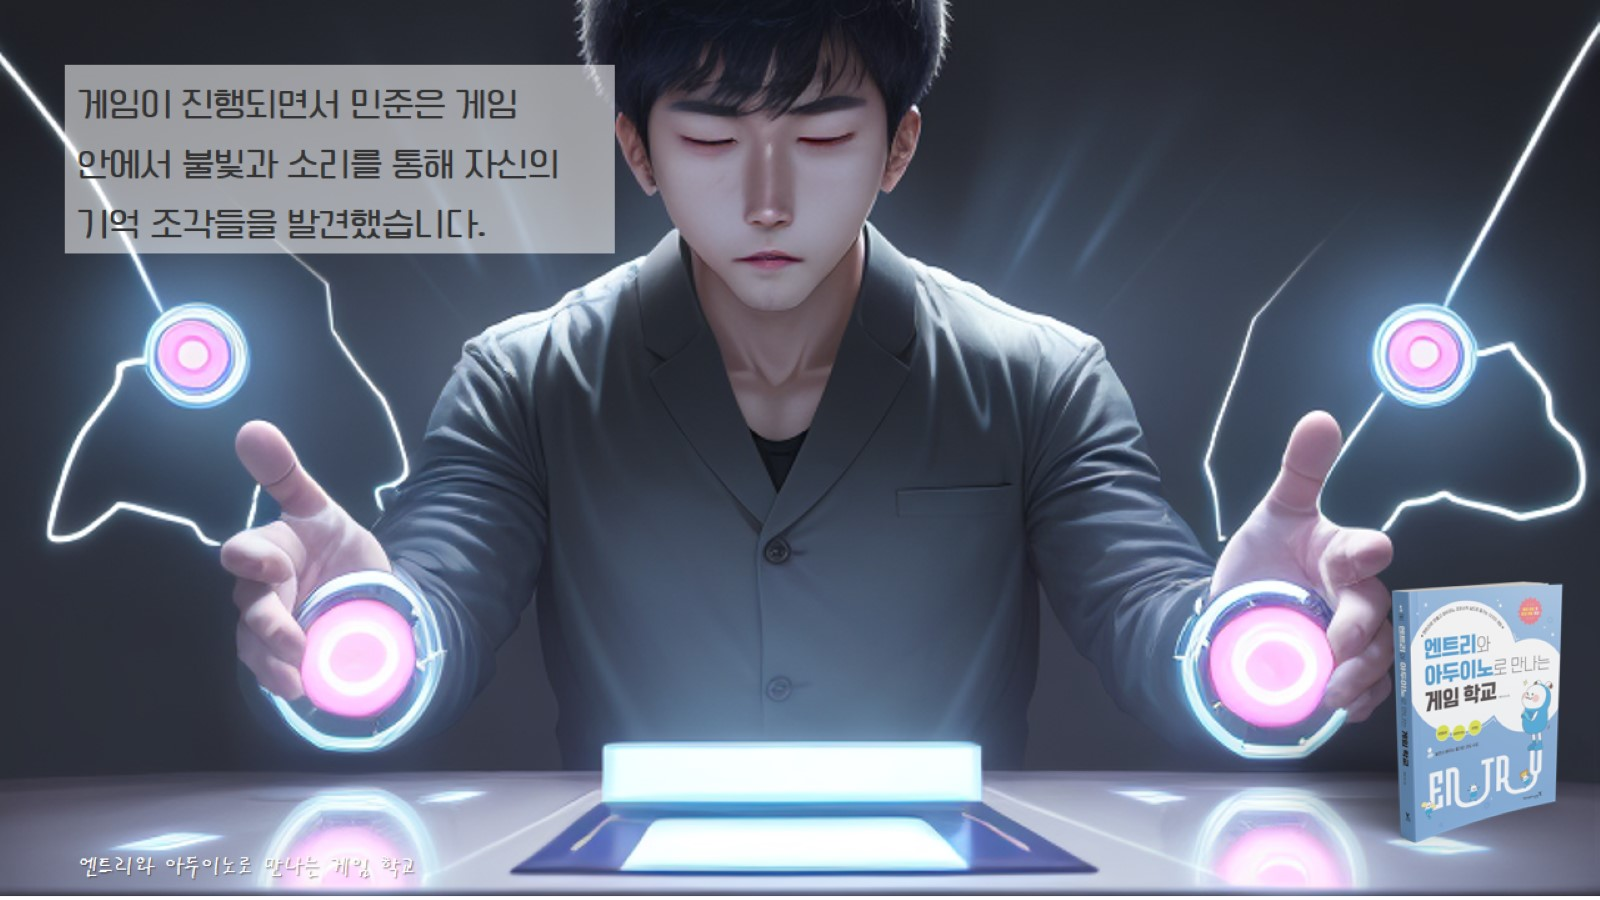 게임이 진행되면서 민준은 게임
안에서 불빛과 소리를 통해 자신의
기억 조각들을 발견했습니다.
엔트리와
아두이노로 만나는
게임 학교
ENTRY
엔트리와 아두이노로 만나는 게임 학교